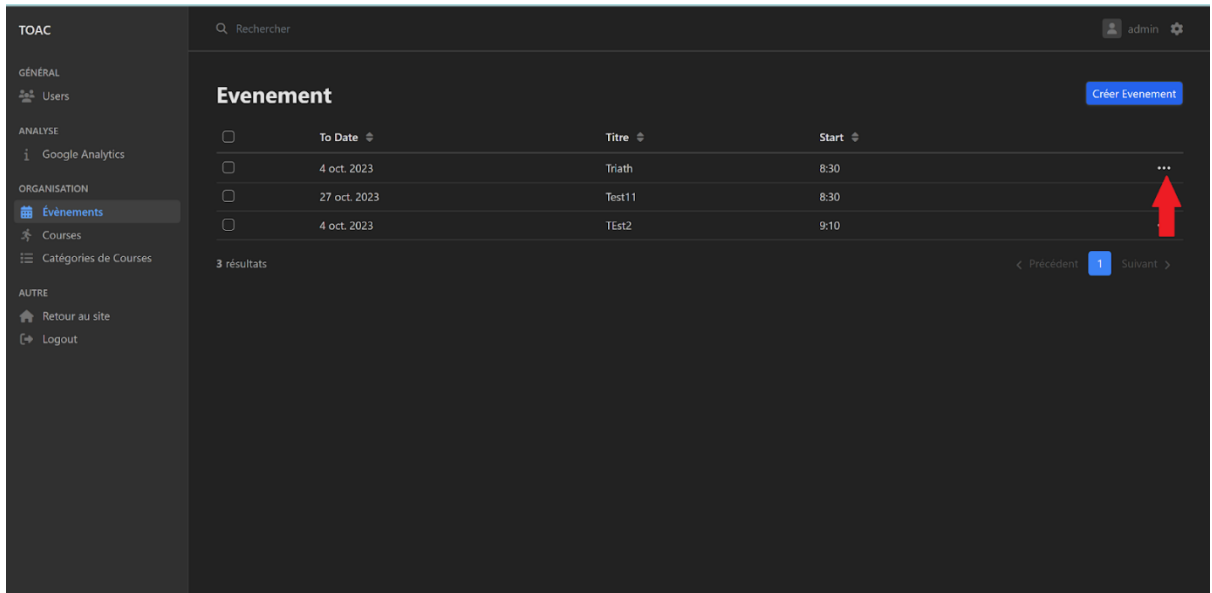 TOAC
Rechercher
admin
GÉNÉRAL
Users
ANALYSE
Google Analytics
ORGANISATION
Évènements
Courses
Catégories de Courses
AUTRE
Retour au site
Logout
Evenement
Créer Evenement
To Date Titre Start
4 oct. 2023 Triath 8:30 ...
27 oct. 2023 Test11 8:30
4 oct. 2023 TEst2 9:10
3 résultats
Précédent 1 Suivant